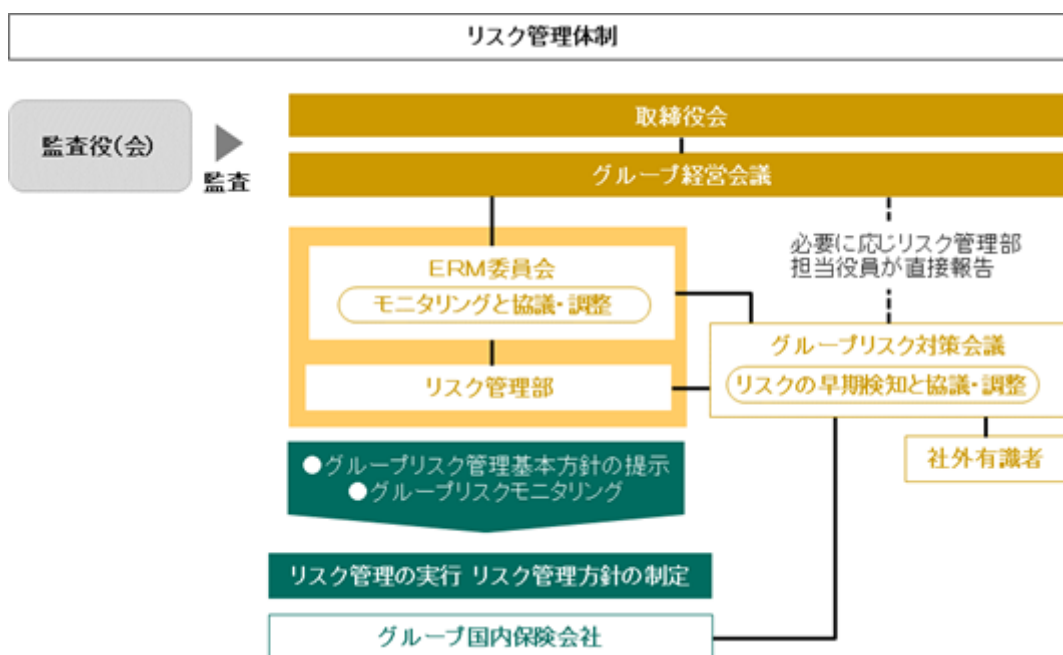 リスク管理体制
取締役会
監査役(会)
監査
グループ経営会議
必要に応じリスク管理部
担当役員が直接報告
ERM委員会
モニタリングと協議・調整
グループリスク対策会議
リスクの早期検知と協議・調整
リスク管理部
社外有識者
●グループリスク管理基本方針の提示
●グループリスクモニタリング
リスク管理の実行 リスク管理方針の制定
グループ国内保険会社